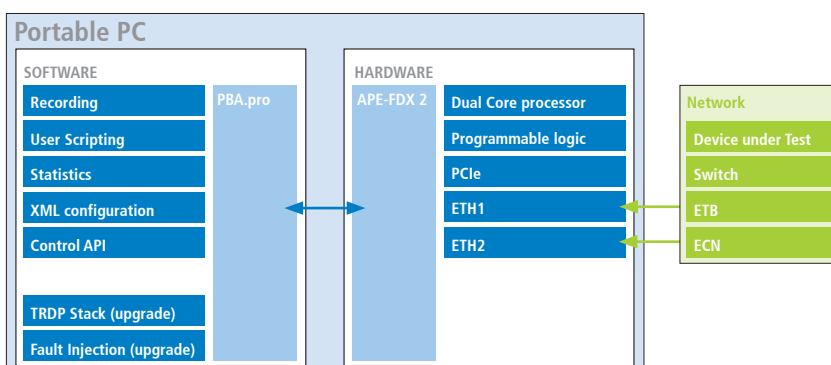 Portable PC
SOFTWARE
Recording
User Scripting
Statistics
XML configuration
Control API
TRDP Stack (upgrade)
Fault Injection (upgrade)
PBA.pro
HARDWARE
APE-FDX 2
Dual Core processor
Programmable logic
PCIe
ETH1
ETH2
Network
Device under Test
Switch
ETB
ECN